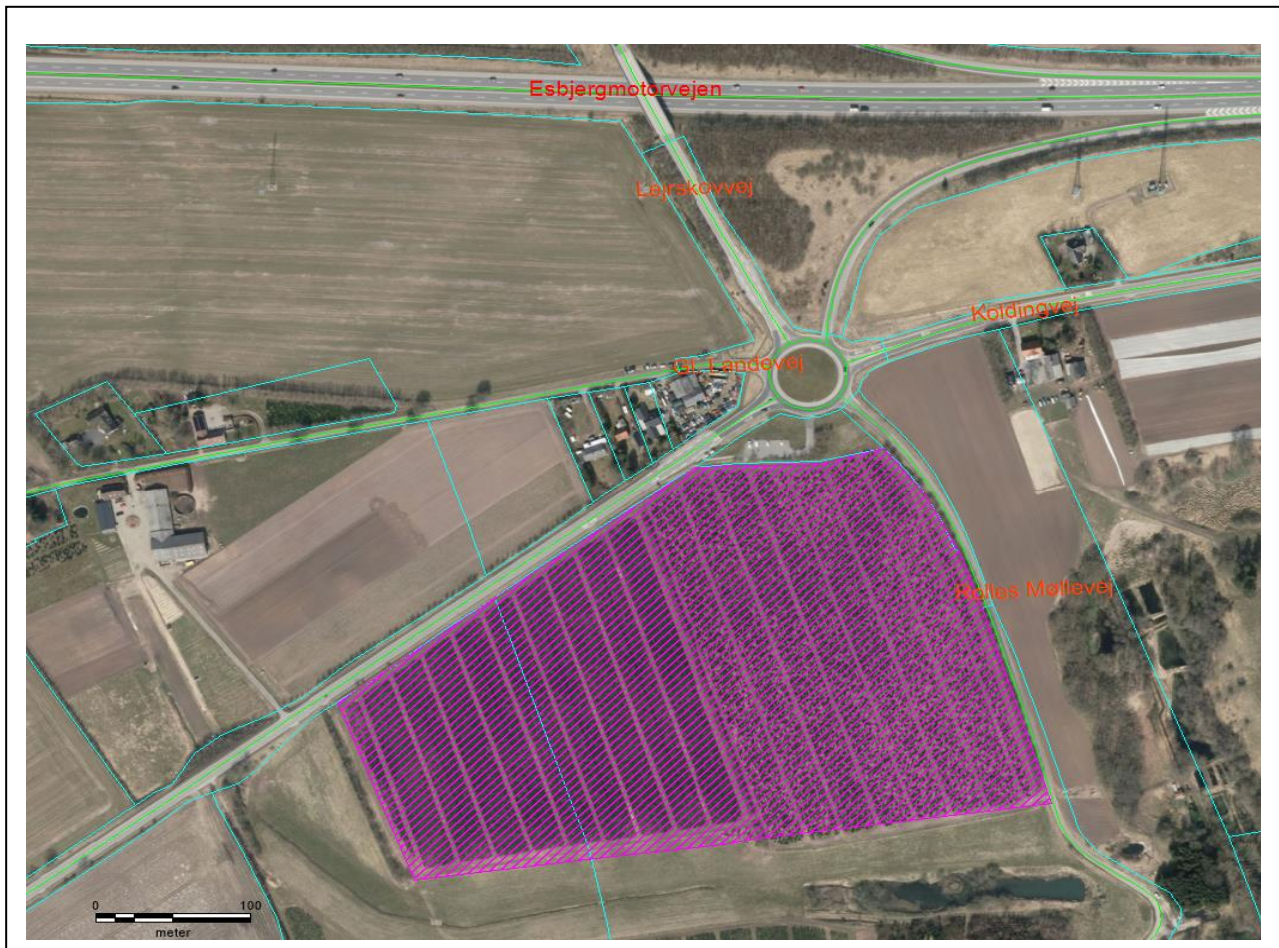 Esbjergmotorvejen
Lejrskovvej
Koldingvej
Gl. Landevej
Rolles Møllevej
0 100
meter